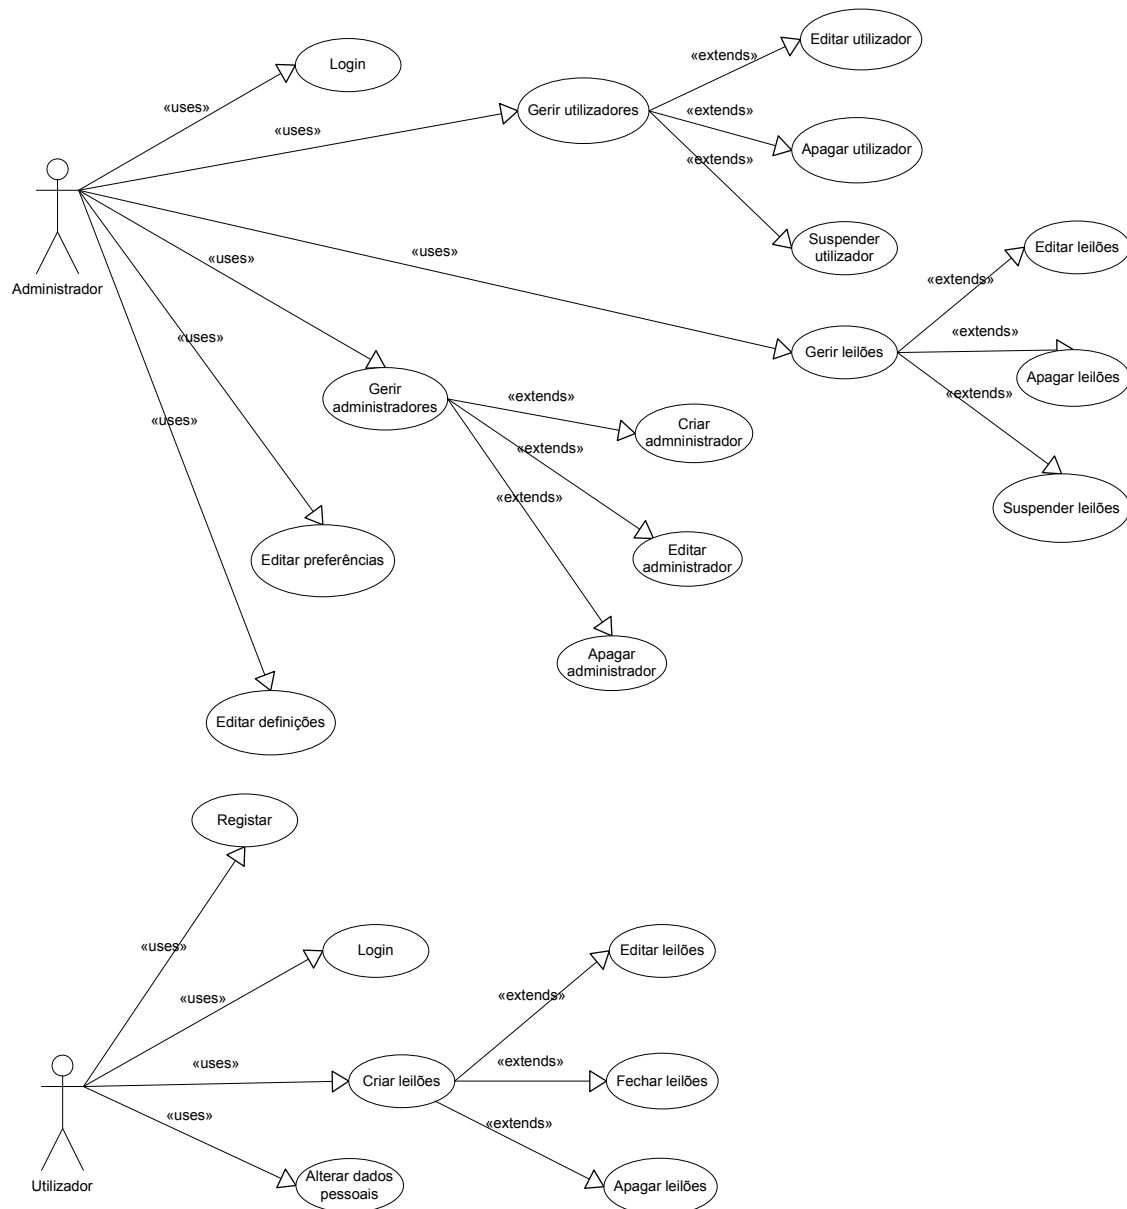 Editar utilizador
«extends»
Login
«uses»
Gerir utilizadores
«extends»
«uses»
Apagar utilizador
«extends»
Suspender
utilizador
Editar leilões
«uses»
«uses»
«extends»
Administrador
«uses»
«extends»
Gerir leilões
Apagar leilões
Gerir
administradores
«extends»
«extends»
«uses»
Criar
admninistrador
«extends»
«extends»
Suspender leilões
Editar preferências
Editar
administrador
Apagar
administrador
Editar definições
Registar
«uses»
Login
Editar leilões
«uses»
«extends»
«uses»
«extends»
Criar leilões
Fechar leilões
«uses»
«extends»
Utilizador
Alterar dados
pessoais
Apagar leilões